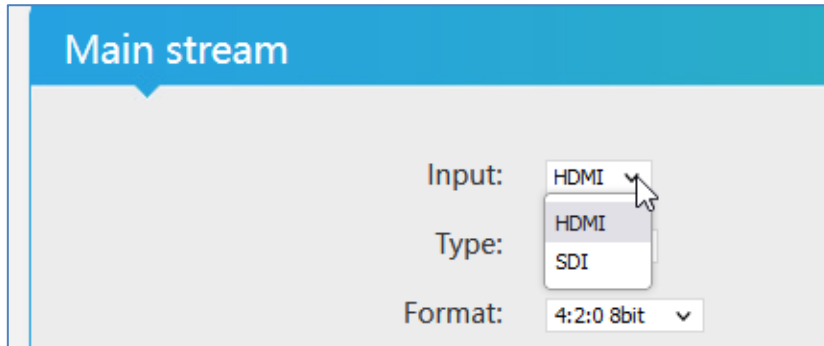 Main stream
Input: HDMI
HDMI
Type:
SDI
Format: 4:2:0 8bit